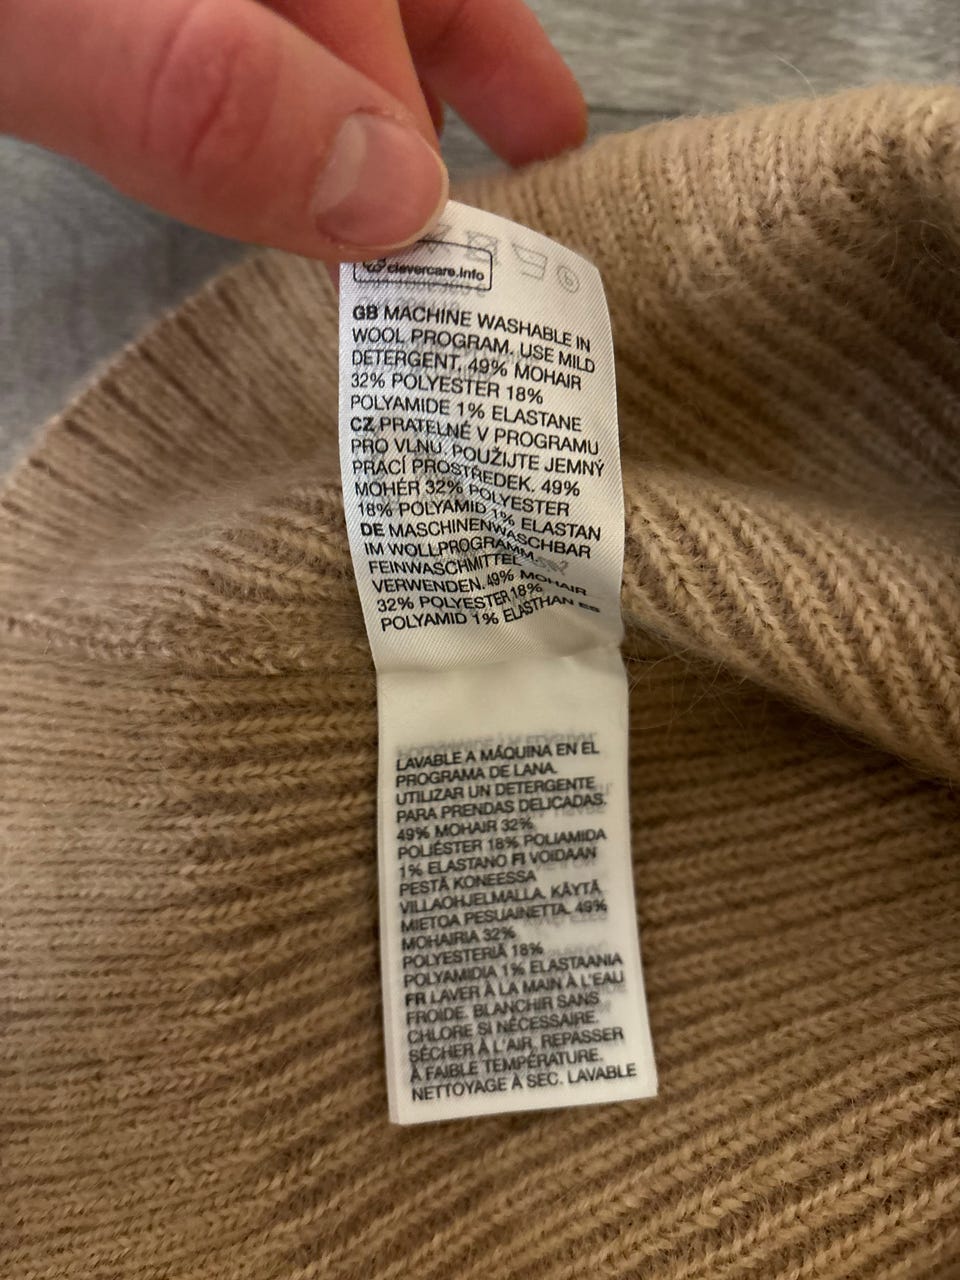 clevercare.info
GB MACHINE WASHABLE IN
WOOL PROGRAM. USE MILD
DETERGENT. 49% MOHAIR
32% POLYESTER 18%
POLYAMIDE 1% ELASTANE
CZ PRATELNÉ V PROGRAMU
PRO VLNU. POUŽIJTE JEMNÝ
PRACÍ PROSTŘEDEK. 49%
MOHÉR 32% POLYESTER
18% POLYAMID 1% ELASTAN
DE MASCHINENWASCHBAR
IM WOLLPROGRAMM.
FEINWASCHMITTEL
VERWENDEN. 49% MOHAIR
32% POLYESTER 18%
POLYAMID 1% ELASTHAN ES
LAVABLE A MÁQUINA EN EL
PROGRAMA DE LANA.
UTILIZAR UN DETERGENTE
PARA PRENDAS DELICADAS.
49% MOHAIR 32%
POLIÉSTER 18% POLIAMIDA
1% ELASTANO FI VOIDAAN
PESTÄ KONEESSA
VILLAOHJELMALLA. KÄYTÄ
MIETOA PESUAINETTA. 49%
MOHAIRIA 32%
POLYESTERIÄ 18%
POLYAMIDIA 1% ELASTAANIA
FR LAVER À LA MAIN À L'EAU
FROIDE. BLANCHIR SANS
CHLORE SI NÉCESSAIRE.
SÉCHER À L'AIR. REPASSER
À FAIBLE TEMPÉRATURE.
NETTOYAGE À SEC. LAVABLE